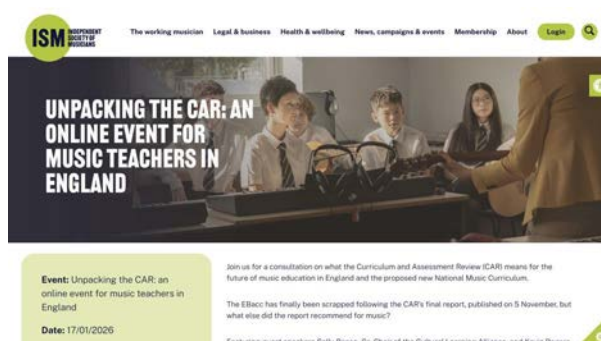 ISM INDEPENDENT SOCIETY OF MUSICIANS
The working musician Legal & business Health & wellbeing News, campaigns & events Membership About Login
UNPACKING THE CAR: AN
ONLINE EVENT FOR
MUSIC TEACHERS IN
ENGLAND
Event: Unpacking the CAR: an
online event for music teachers in
England
Date: 17/01/2026
Join us for a consultation on what the Curriculum and Assessment Review (CAR) means for the
future of music education in England and the proposed new National Music Curriculum.
The EBacc has finally been scrapped following the CAR's final report, published on 5 November, but
what else did the report recommend for music?